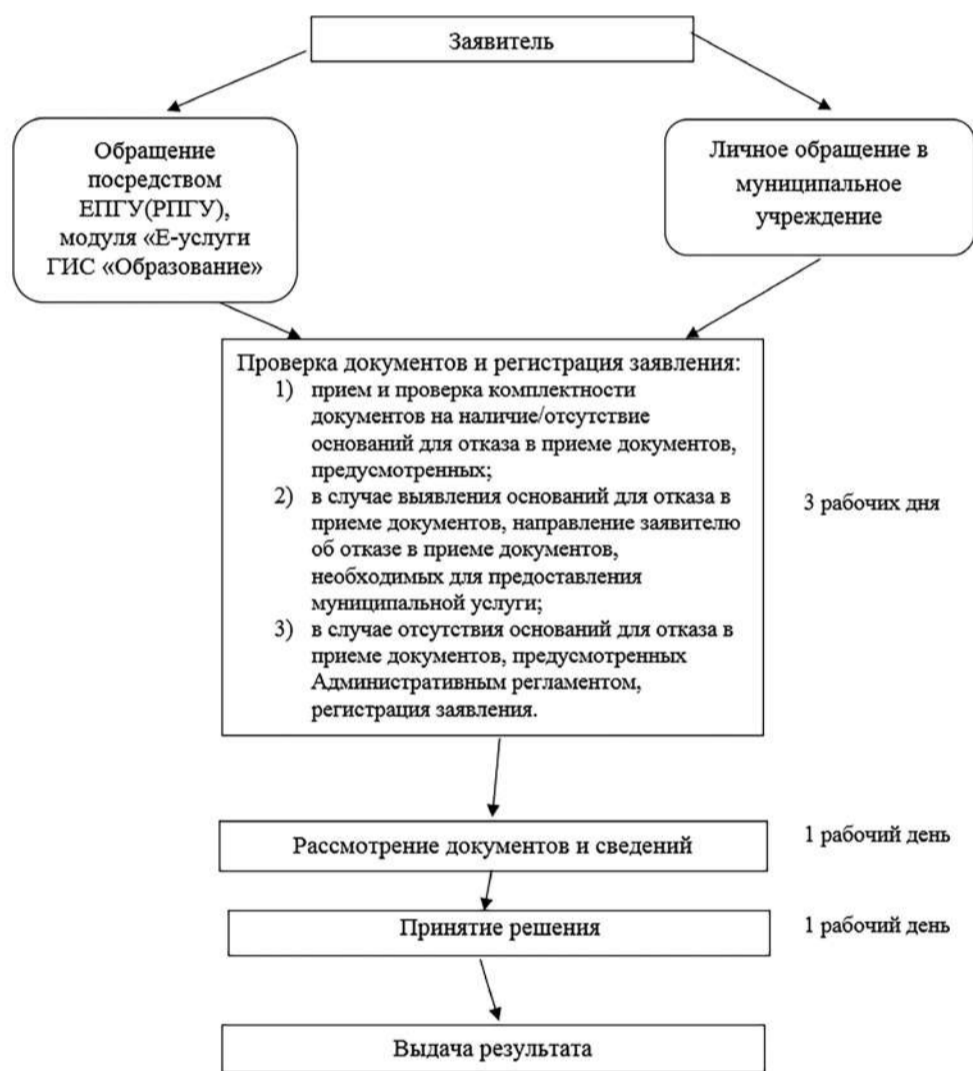 Заявитель
Обращение
посредством
ЕПГУ(РПГУ),
модуля «Е-услуги
ГИС «Образование»
Личное обращение в
муниципальное
учреждение
Проверка документов и регистрация заявления:
1) прием и проверка комплектности
документов на наличие/отсутствие
оснований для отказа в приеме документов,
предусмотренных;
2) в случае выявления оснований для отказа в
приеме документов, направление заявителю
об отказе в приеме документов,
необходимых для предоставления
муниципальной услуги;
3) в случае отсутствия оснований для отказа в
приеме документов, предусмотренных
Административным регламентом,
регистрация заявления.
3 рабочих дня
Рассмотрение документов и сведений
1 рабочий день
Принятие решения
1 рабочий день
Выдача результата